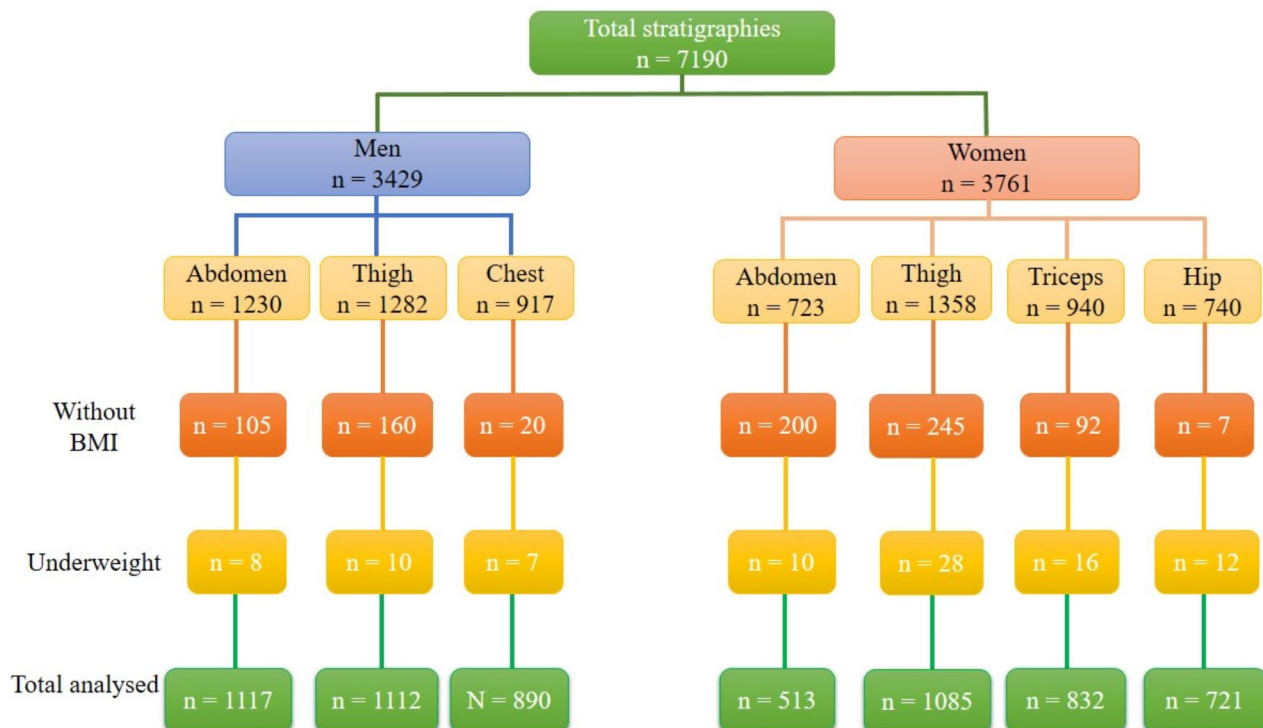 Total stratigraphies
n = 7190
Men
n = 3429
Women
n = 3761
Abdomen
n = 1230
Thigh
n = 1282
Chest
n = 917
Abdomen
n = 723
Thigh
n = 1358
Triceps
n = 940
Hip
n = 740
Without
BMI
n = 105
n = 160
n = 20
n = 200
n = 245
n = 92
n = 7
Underweight
n = 8
n = 10
n = 7
n = 10
n = 28
n = 16
n = 12
Total analysed
n = 1117
n = 1112
N = 890
n = 513
n = 1085
n = 832
n = 721